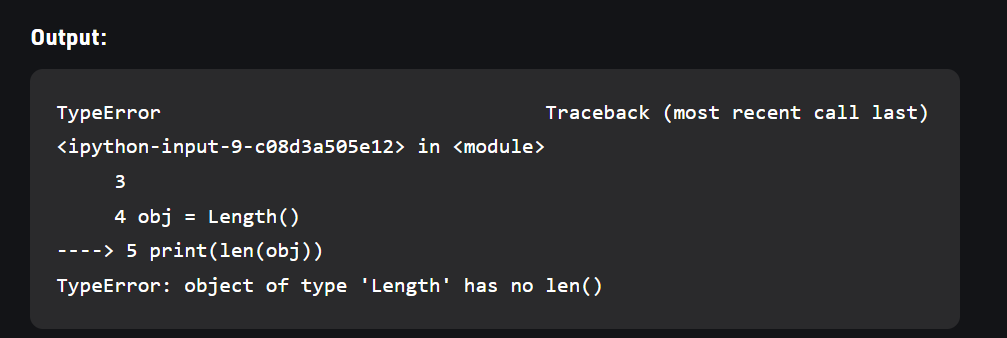 Output:
TypeError                                 Traceback (most recent call last)
<ipython-input-9-c08d3a505e12> in <module>
     3
     4 obj = Length()
----> 5 print(len(obj))
TypeError: object of type 'Length' has no len()